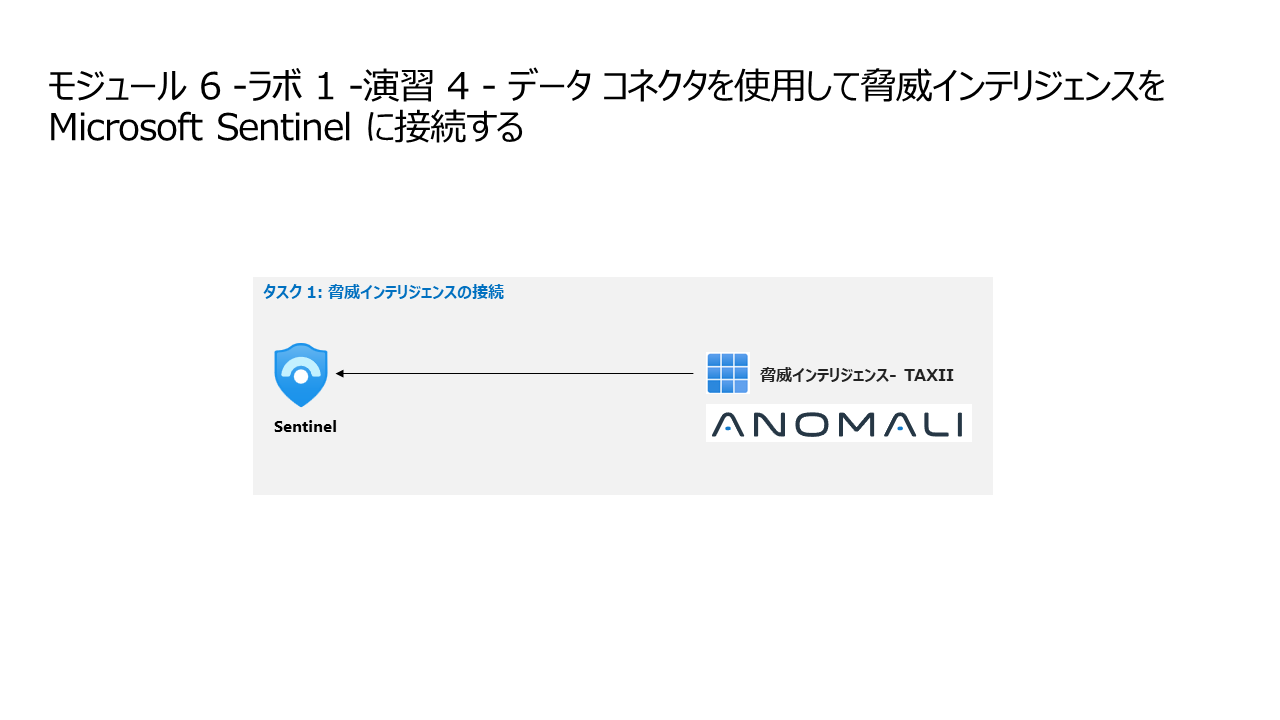 モジュール 6 -ラボ 1 -演習 4 - データ コネクタを使用して脅威インテリジェンスを
Microsoft Sentinel に接続する
タスク 1: 脅威インテリジェンスの接続
脅威インテリジェンス- TAXII
ANOMALI
Sentinel